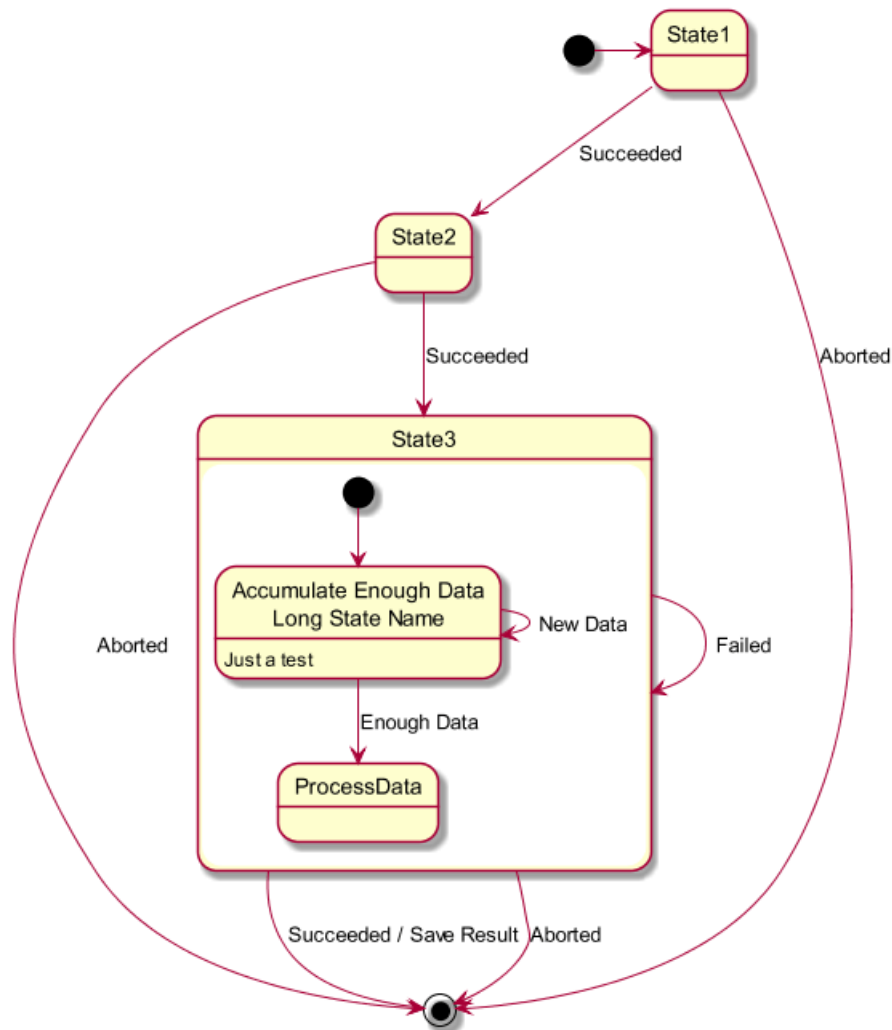 State1
Succeeded
State2
Succeeded
Aborted
State3
Accumulate Enough Data
Long State Name
New Data
Just a test
Aborted
Failed
Enough Data
ProcessData
Succeeded / Save Result
Aborted